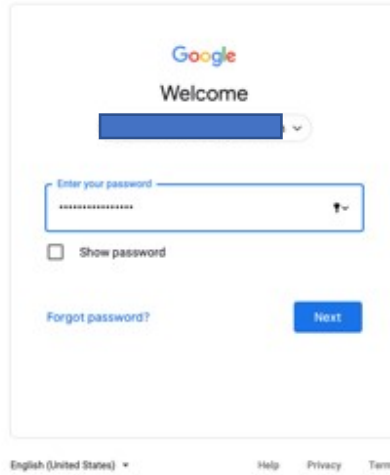 Google
Welcome
Enter your password
•••••••••••••••••
Show password
Forgot password?
Next
English (United States)
Help Privacy